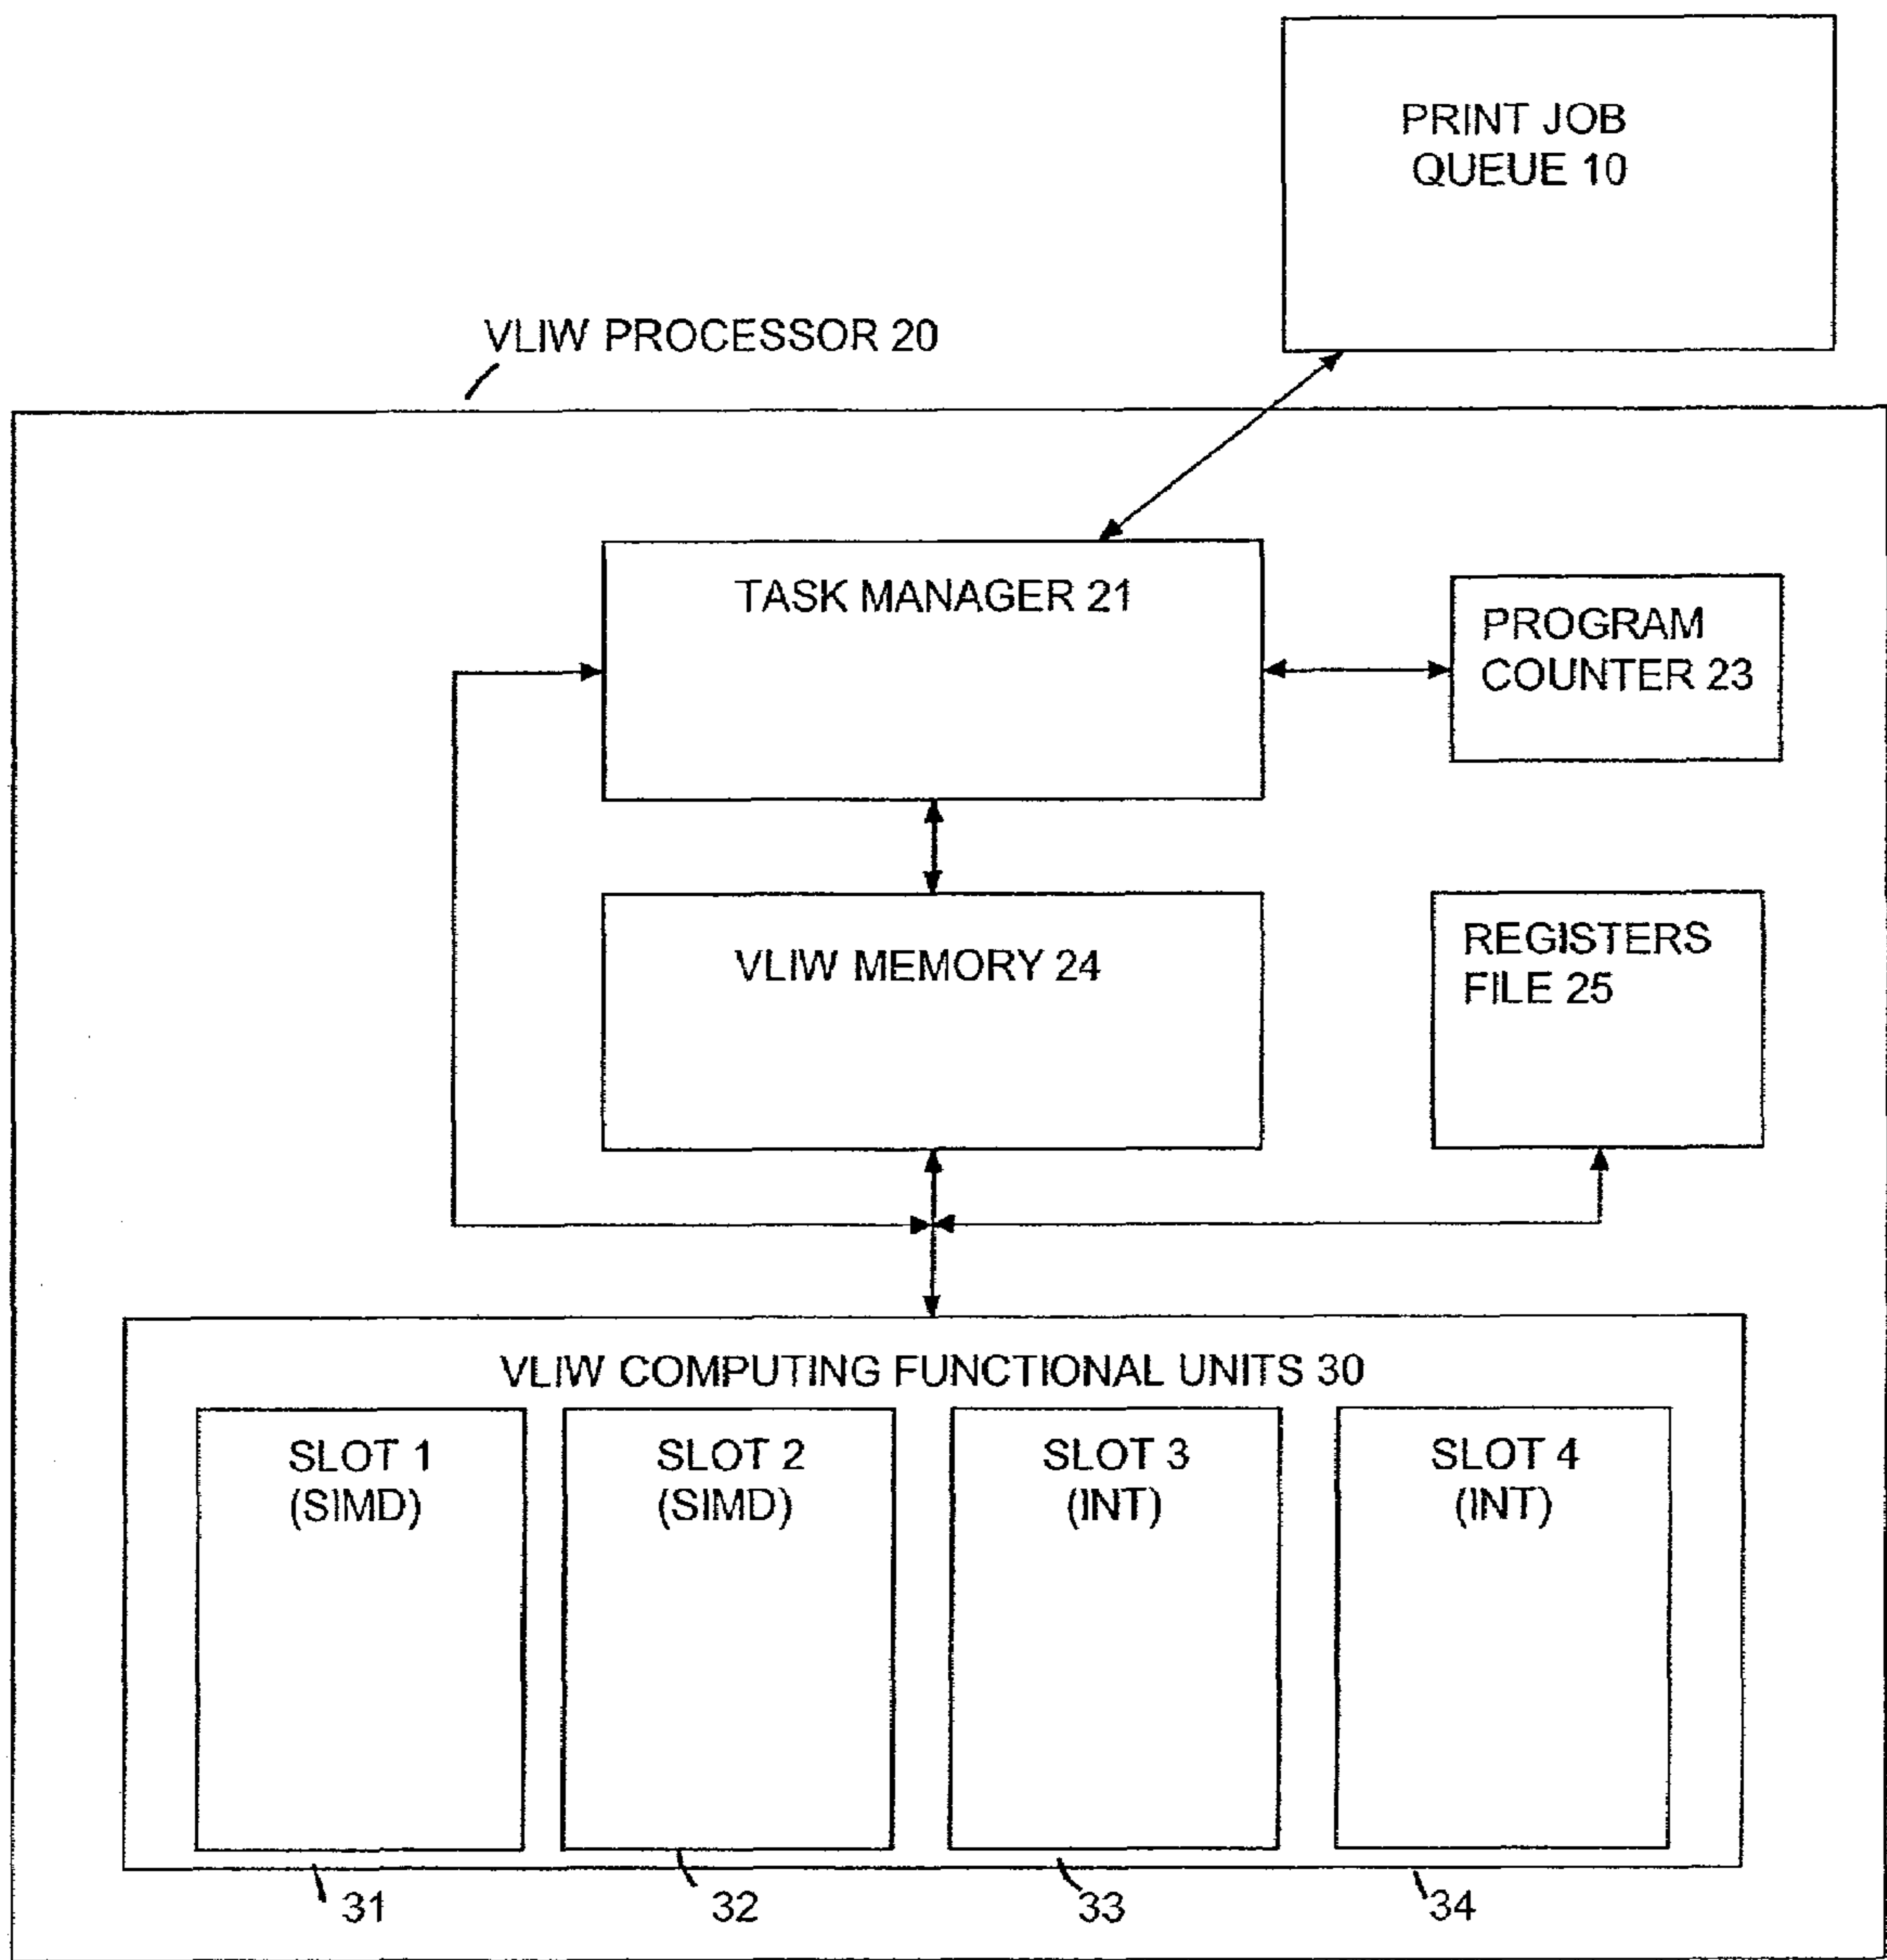 PRINT JOB
QUEUE 10
VLIW PROCESSOR 20
TASK MANAGER 21
PROGRAM
COUNTER 23
VLIW MEMORY 24
REGISTERS
FILE 25
VLIW COMPUTING FUNCTIONAL UNITS 30
SLOT 1
(SIMD)
SLOT 2
(SIMD)
SLOT 3
(INT)
SLOT 4
(INT)
31
32
33
34